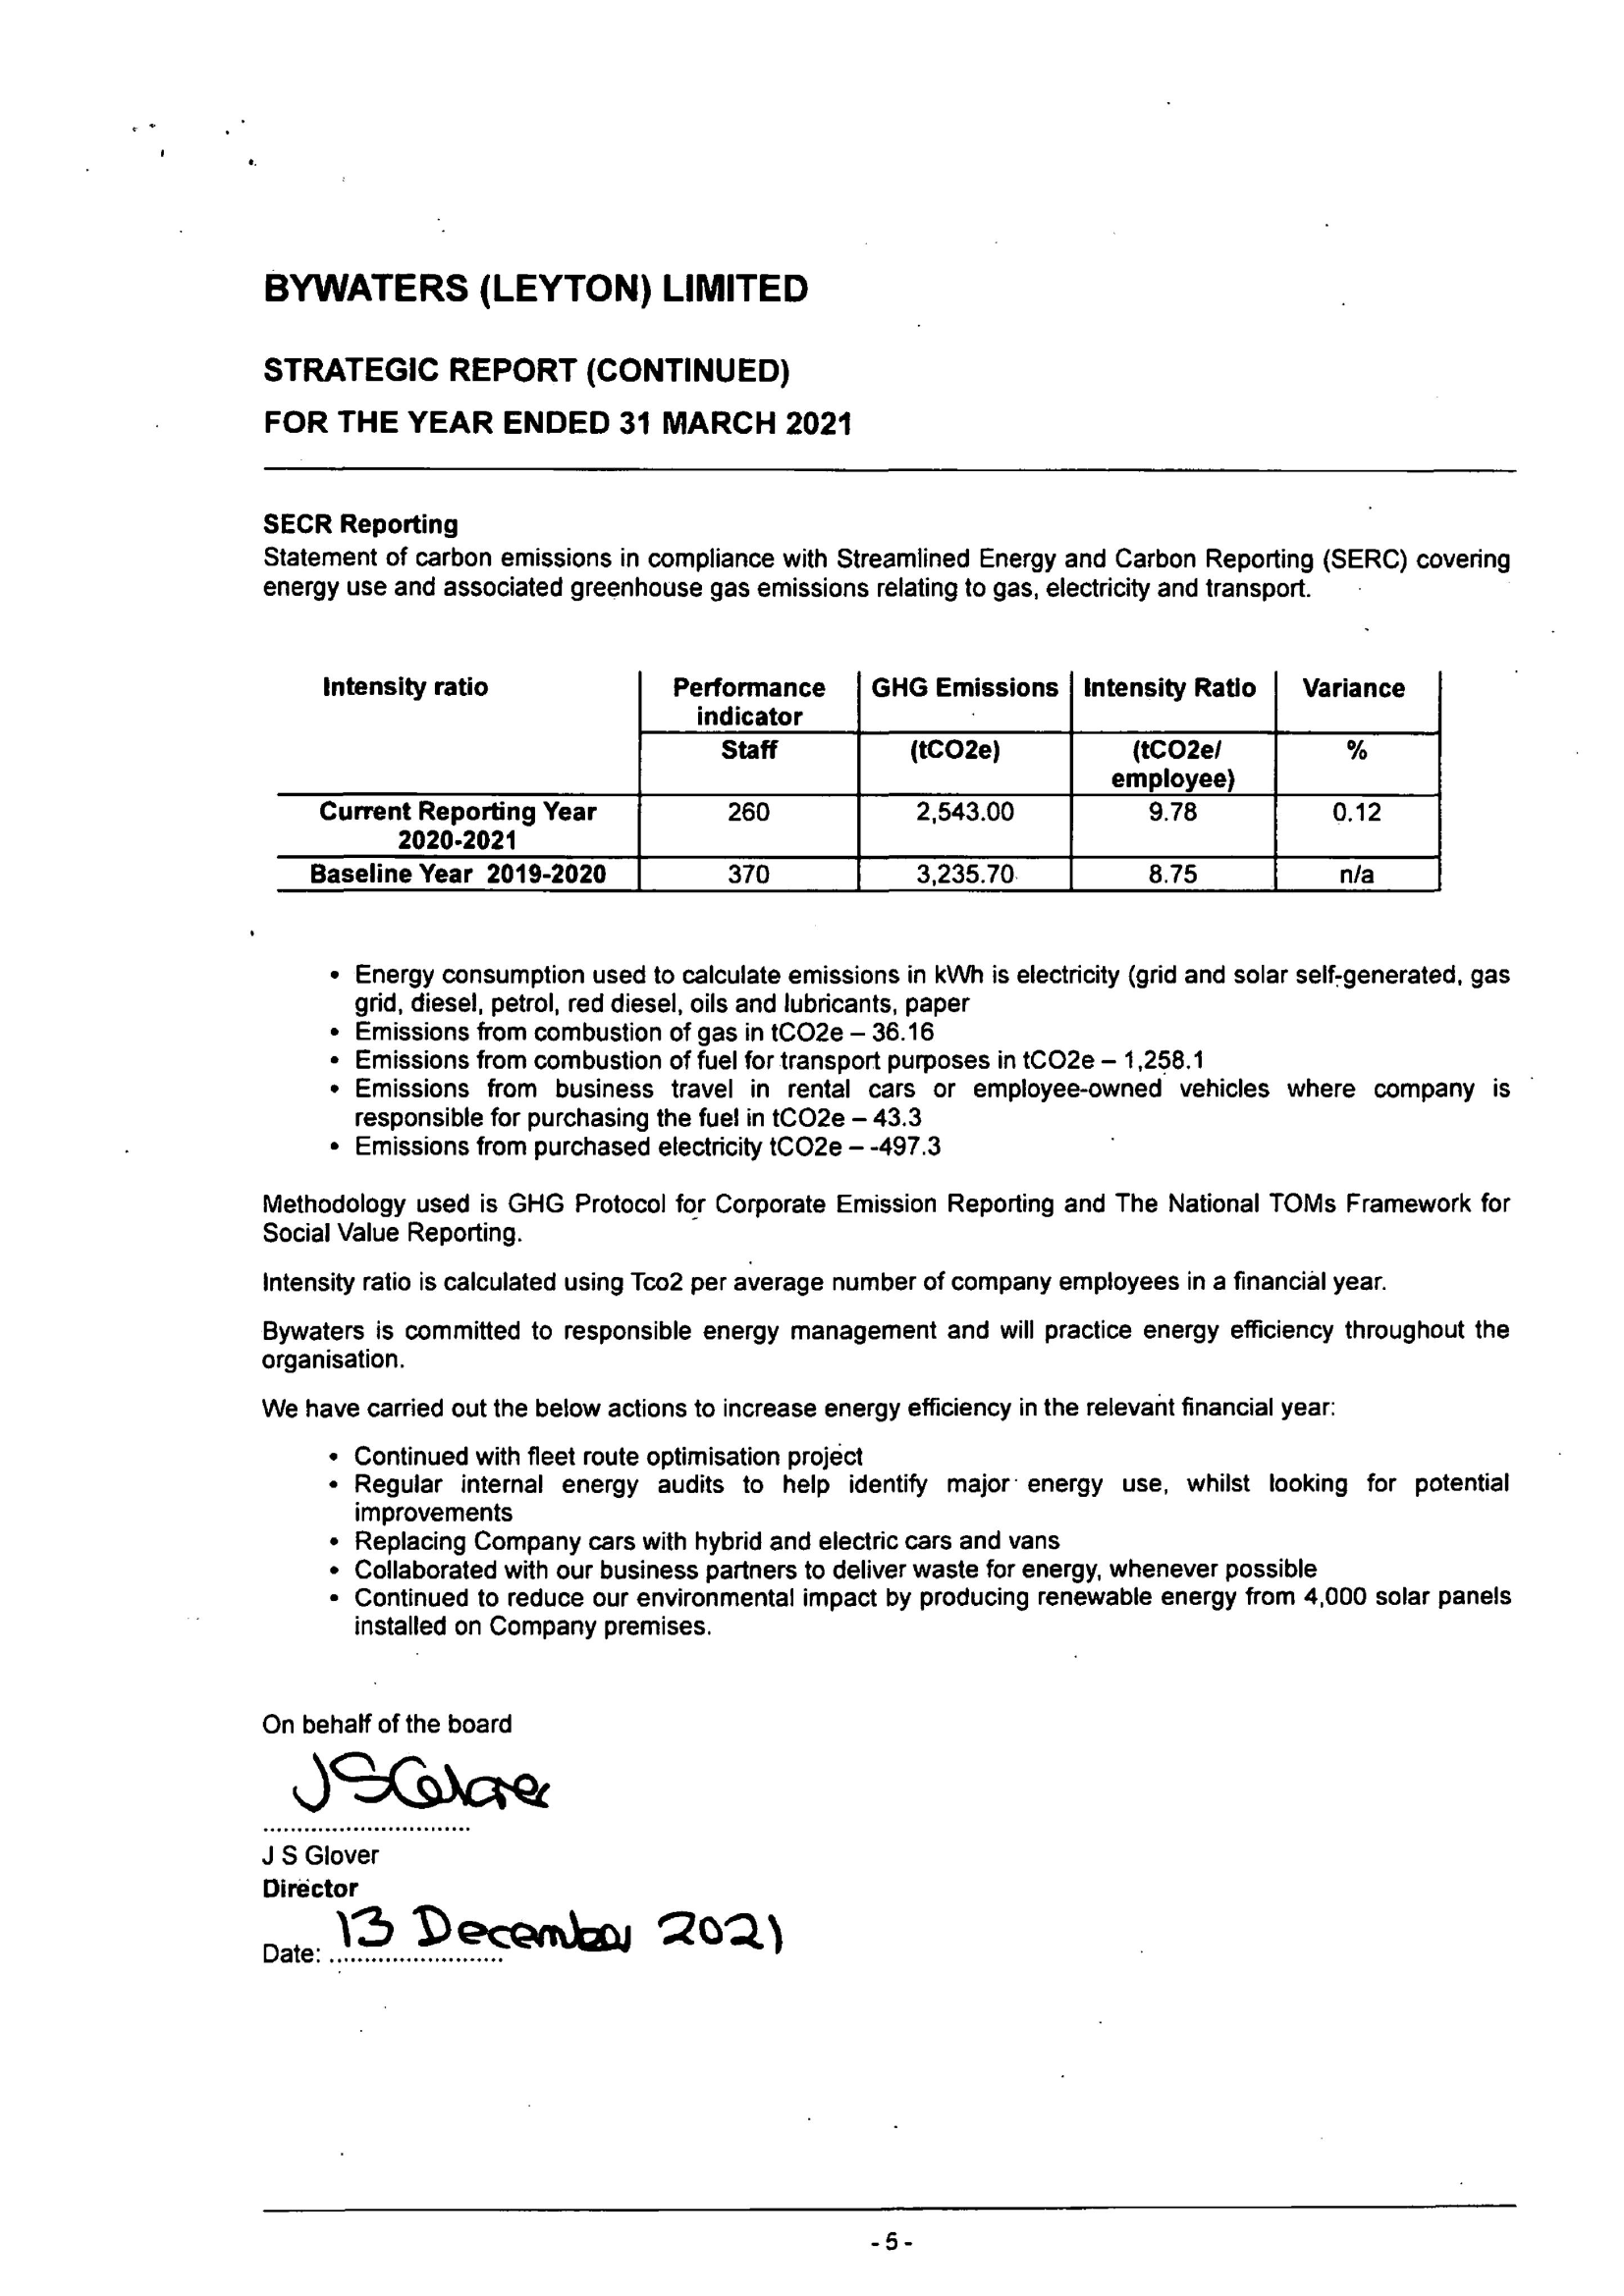 BYWATERS (LEYTON) LIMITED
STRATEGIC REPORT (CONTINUED)
FOR THE YEAR ENDED 31 MARCH 2021
SECR Reporting
Statement of carbon emissions in compliance with Streamlined Energy and Carbon Reporting (SERC) covering
energy use and associated greenhouse gas emissions relating to gas, electricity and transport.
Intensity ratio Performance GHG Emissions Intensity Ratio Variance
indicator
Staff (tCO2e) (tCO2e/ %
employee)
Current Reporting Year 260 2,543.00 9.78 0.12
2020-2021
Baseline Year 2019-2020 370 3,235.70 8.75 n/a
• Energy consumption used to calculate emissions in kWh is electricity (grid and solar self-generated, gas
grid, diesel, petrol, red diesel, oils and lubricants, paper
• Emissions from combustion of gas in tCO2e – 36.16
• Emissions from combustion of fuel for transport purposes in tCO2e – 1,258.1
• Emissions from business travel in rental cars or employee-owned vehicles where company is
responsible for purchasing the fuel in tCO2e – 43.3
• Emissions from purchased electricity tCO2e – -497.3
Methodology used is GHG Protocol for Corporate Emission Reporting and The National TOMs Framework for
Social Value Reporting.
Intensity ratio is calculated using Tco2 per average number of company employees in a financial year.
Bywaters is committed to responsible energy management and will practice energy efficiency throughout the
organisation.
We have carried out the below actions to increase energy efficiency in the relevant financial year:
• Continued with fleet route optimisation project
• Regular internal energy audits to help identify major energy use, whilst looking for potential
improvements
• Replacing Company cars with hybrid and electric cars and vans
• Collaborated with our business partners to deliver waste for energy, whenever possible
• Continued to reduce our environmental impact by producing renewable energy from 4,000 solar panels
installed on Company premises.
On behalf of the board
JSGlover
J S Glover
Director
Date: 13 December 2021
- 5 -